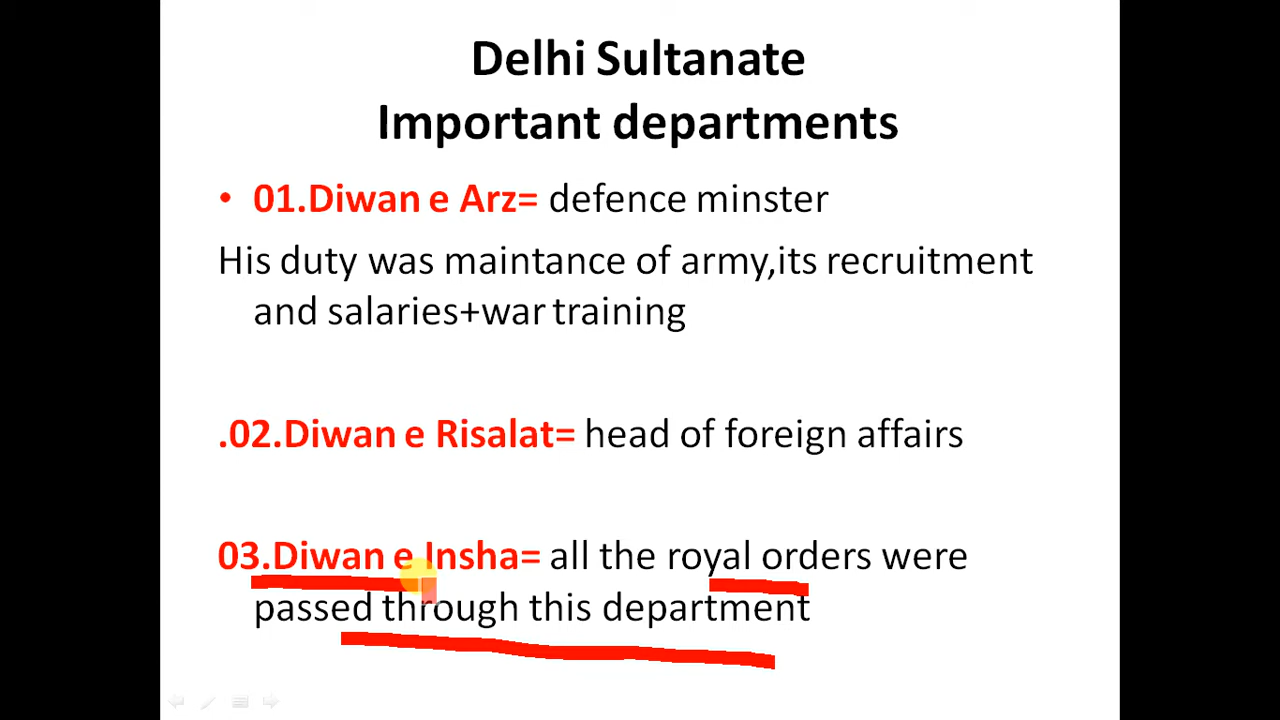 Delhi Sultanate
Important departments
• 01.Diwan e Arz= defence minster
His duty was maintance of army,its recruitment
and salaries+war training
.02.Diwan e Risalat= head of foreign affairs
03.Diwan e Insha= all the royal orders were
passed through this department